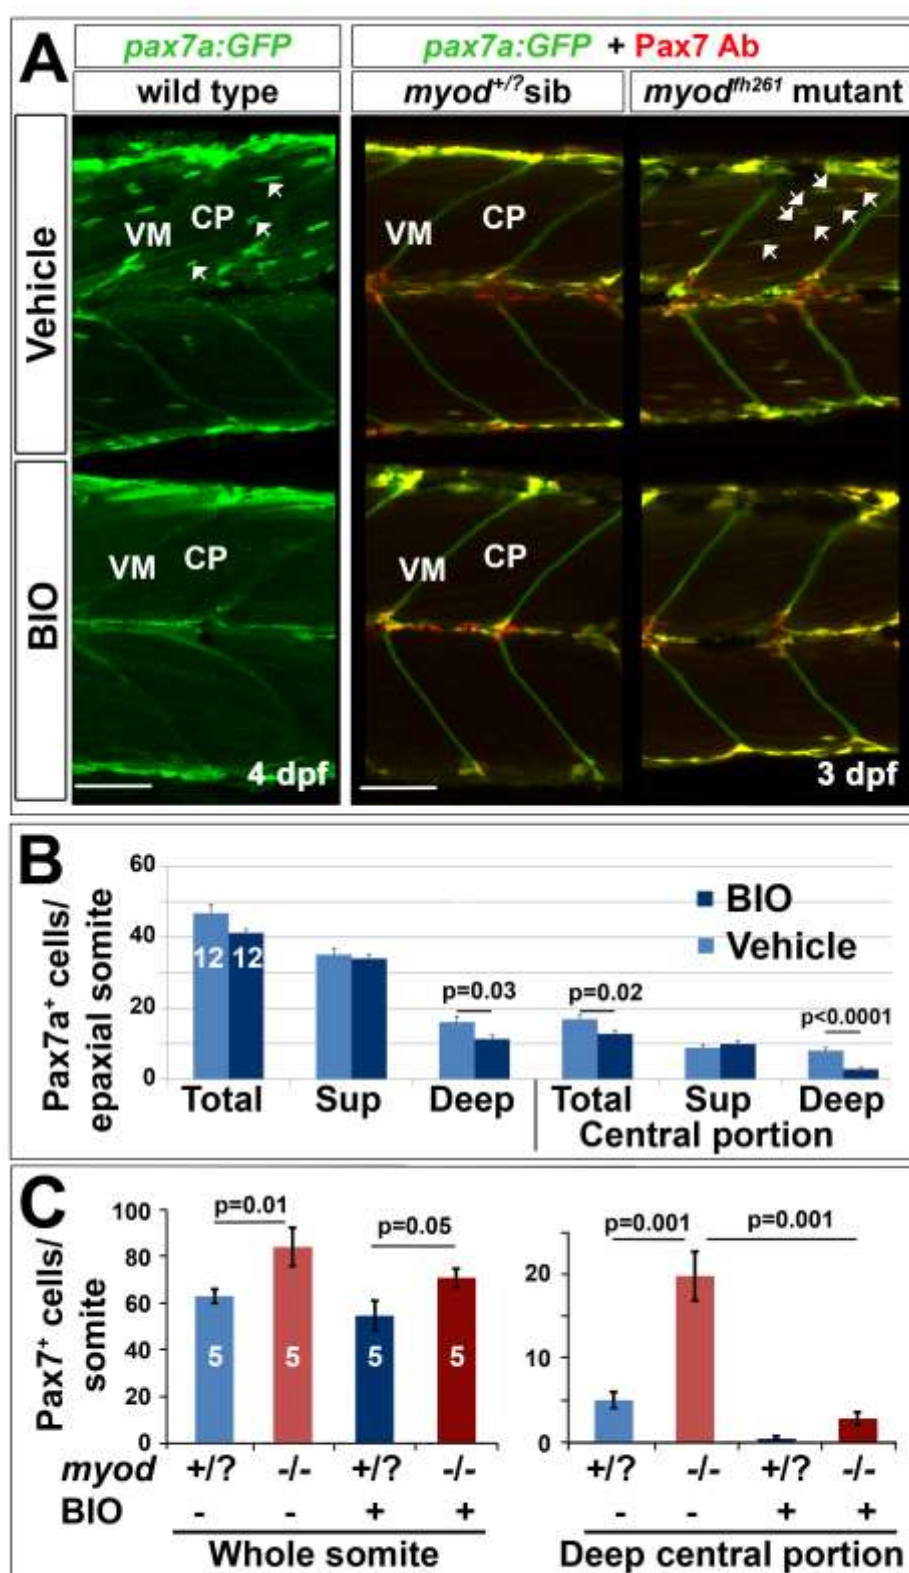 A
pax7a:GFP
pax7a:GFP + Pax7 Ab
wild type
myod+/?sib
myodfh261 mutant
Vehicle
VM CP
VM CP
BIO
VM CP
VM CP
4 dpf
3 dpf
B
Pax7a+ cells/
epaxial somite
60
40
20
0
12 12
BIO
Vehicle
p=0.03
p=0.02
p<0.0001
Total Sup Deep Total Sup Deep
Central portion
C
Pax7+ cells/
somite
100
80
60
40
20
0
p=0.01
p=0.05
5 5 5 5
20
10
0
p=0.001
p=0.001
myod +/? -/- +/? -/- +/? -/- +/? -/-
BIO - - + + - - + +
Whole somite
Deep central portion